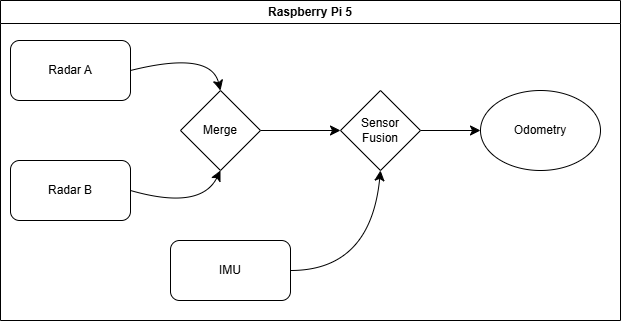 Raspberry Pi 5
Radar A
Merge
Sensor
Fusion
Odometry
Radar B
IMU